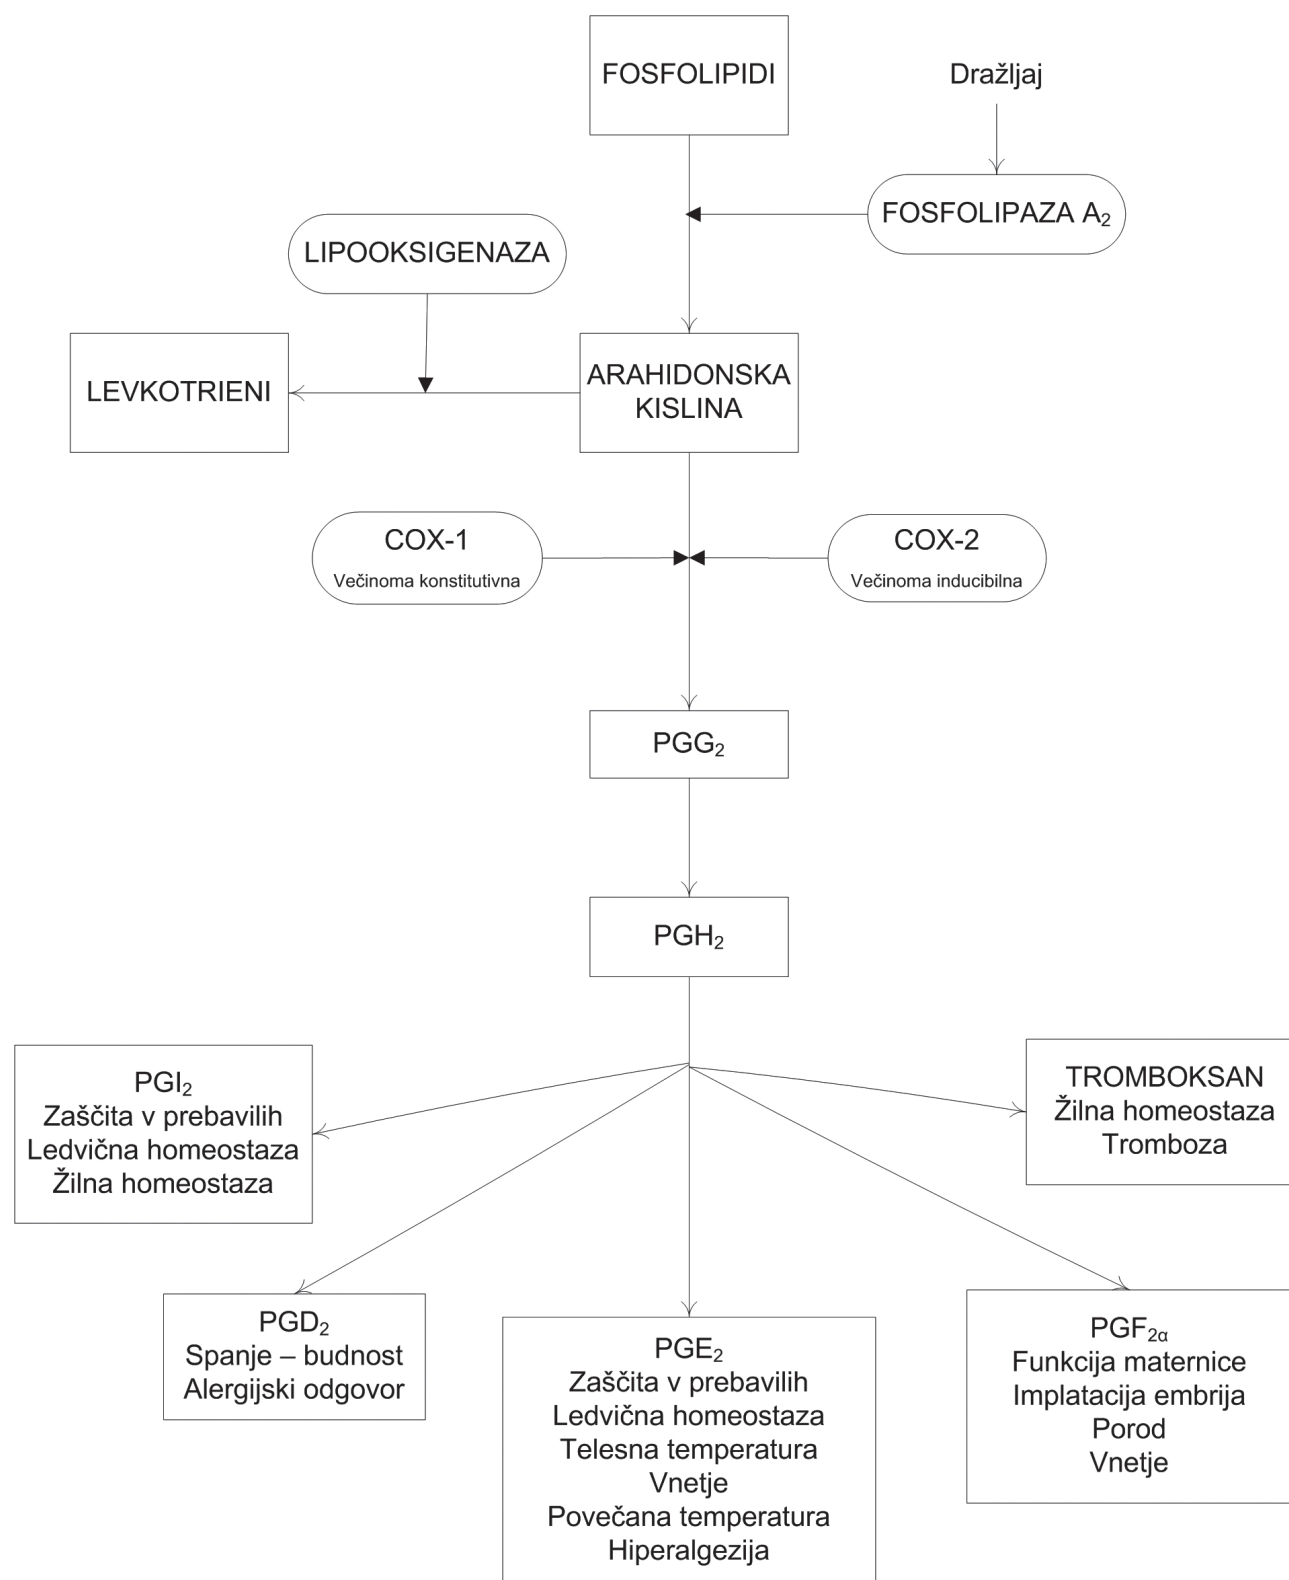 FOSFOLIPIDI
Dražljaj
FOSFOLIPAZA A₂
LIPOOKSIGENAZA
LEVKOTRIENI
ARAHIDONSKA
KISLINA
COX-1
Večinoma konstitutivna
COX-2
Večinoma inducibilna
PGG₂
PGH₂
PGI₂
Zaščita v prebavilih
Ledvična homeostaza
Žilna homeostaza
TROMBOKSAN
Žilna homeostaza
Tromboza
PGD₂
Spanje – budnost
Alergijski odgovor
PGE₂
Zaščita v prebavilih
Ledvična homeostaza
Telesna temperatura
Vnetje
Povečana temperatura
Hiperalgezija
PGF₂α
Funkcija maternice
Implatacija embrija
Porod
Vnetje